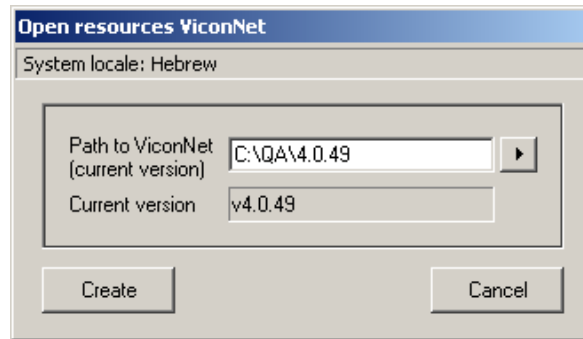 Open resources ViconNet
System locale: Hebrew
Path to ViconNet
(current version)
C:\QA\4.0.49
Current version
v4.0.49
Create
Cancel